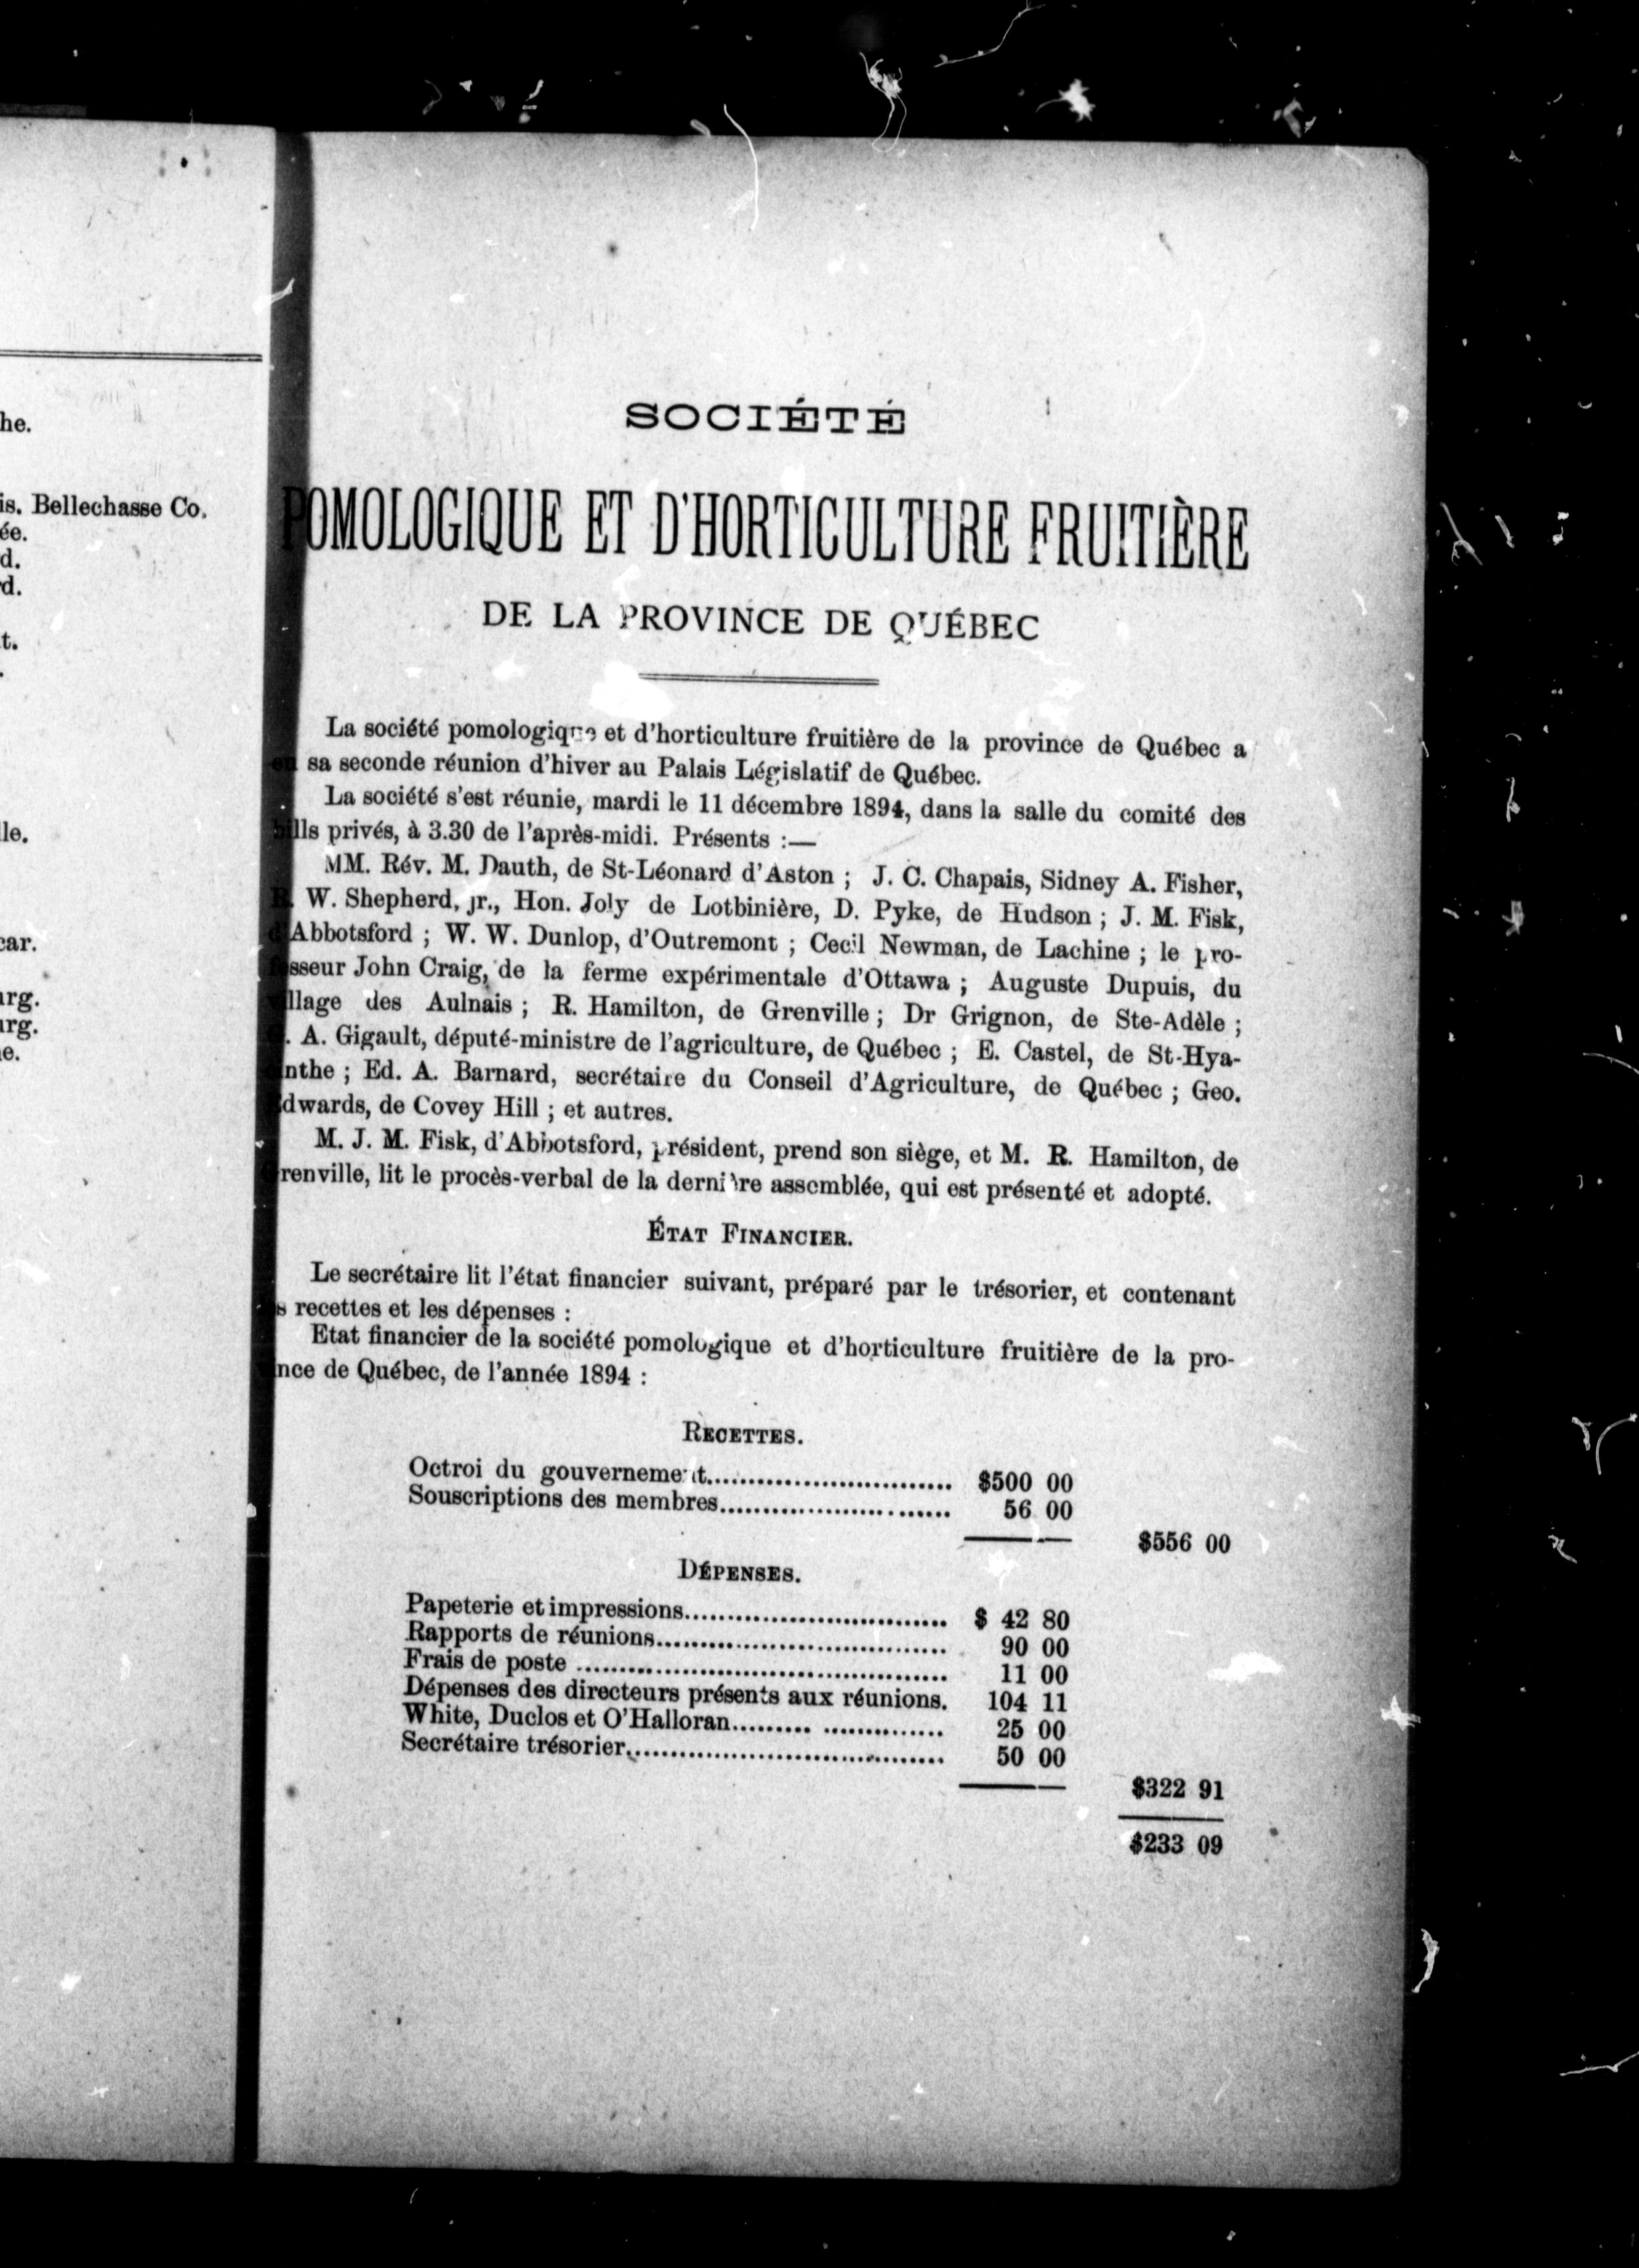 he.
is. Bellechasse Co.
ée.
d.
d.
t.
le.
car.
urg.
urg.
e.
SOCIÉTÉ
POMOLOGIQUE ET D'HORTICULTURE FRUITIÈRE
DE LA PROVINCE DE QUÉBEC
La société pomologique et d'horticulture fruitière de la province de Québec a
eu sa seconde réunion d'hiver au Palais Législatif de Québec.
La société s'est réunie, mardi le 11 décembre 1894, dans la salle du comité des
bills privés, à 3.30 de l'après-midi. Présents :—
MM. Rév. M. Dauth, de St-Léonard d'Aston ; J. C. Chapais, Sidney A. Fisher,
R. W. Shepherd, jr., Hon. Joly de Lotbinière, D. Pyke, de Hudson ; J. M. Fisk,
d'Abbotsford ; W. W. Dunlop, d'Outremont ; Cecil Newman, de Lachine ; le pro-
fesseur John Craig, de la ferme expérimentale d'Ottawa ; Auguste Dupuis, du
village des Aulnais ; R. Hamilton, de Grenville ; Dr Grignon, de Ste-Adèle ;
G. A. Gigault, député-ministre de l'agriculture, de Québec ; E. Castel, de St-Hya-
cinthe ; Ed. A. Barnard, secrétaire du Conseil d'Agriculture, de Québec ; Geo.
Edwards, de Covey Hill ; et autres.
M. J. M. Fisk, d'Abbotsford, président, prend son siège, et M. R. Hamilton, de
Grenville, lit le procès-verbal de la dernière assemblée, qui est présenté et adopté.
ÉTAT FINANCIER.
Le secrétaire lit l'état financier suivant, préparé par le trésorier, et contenant
les recettes et les dépenses :
Etat financier de la société pomologique et d'horticulture fruitière de la pro-
vince de Québec, de l'année 1894 :
RECETTES.
Octroi du gouvernement............................ $500 00
Souscriptions des membres.......................... 56 00
$556 00
DÉPENSES.
Papeterie et impressions.............................. $ 42 80
Rapports de réunions................................. 90 00
Frais de poste .......................................... 11 00
Dépenses des directeurs présents aux réunions. 104 11
White, Duclos et O'Halloran......... .............. 25 00
Secrétaire trésorier.................................... 50 00
$322 91
$233 09